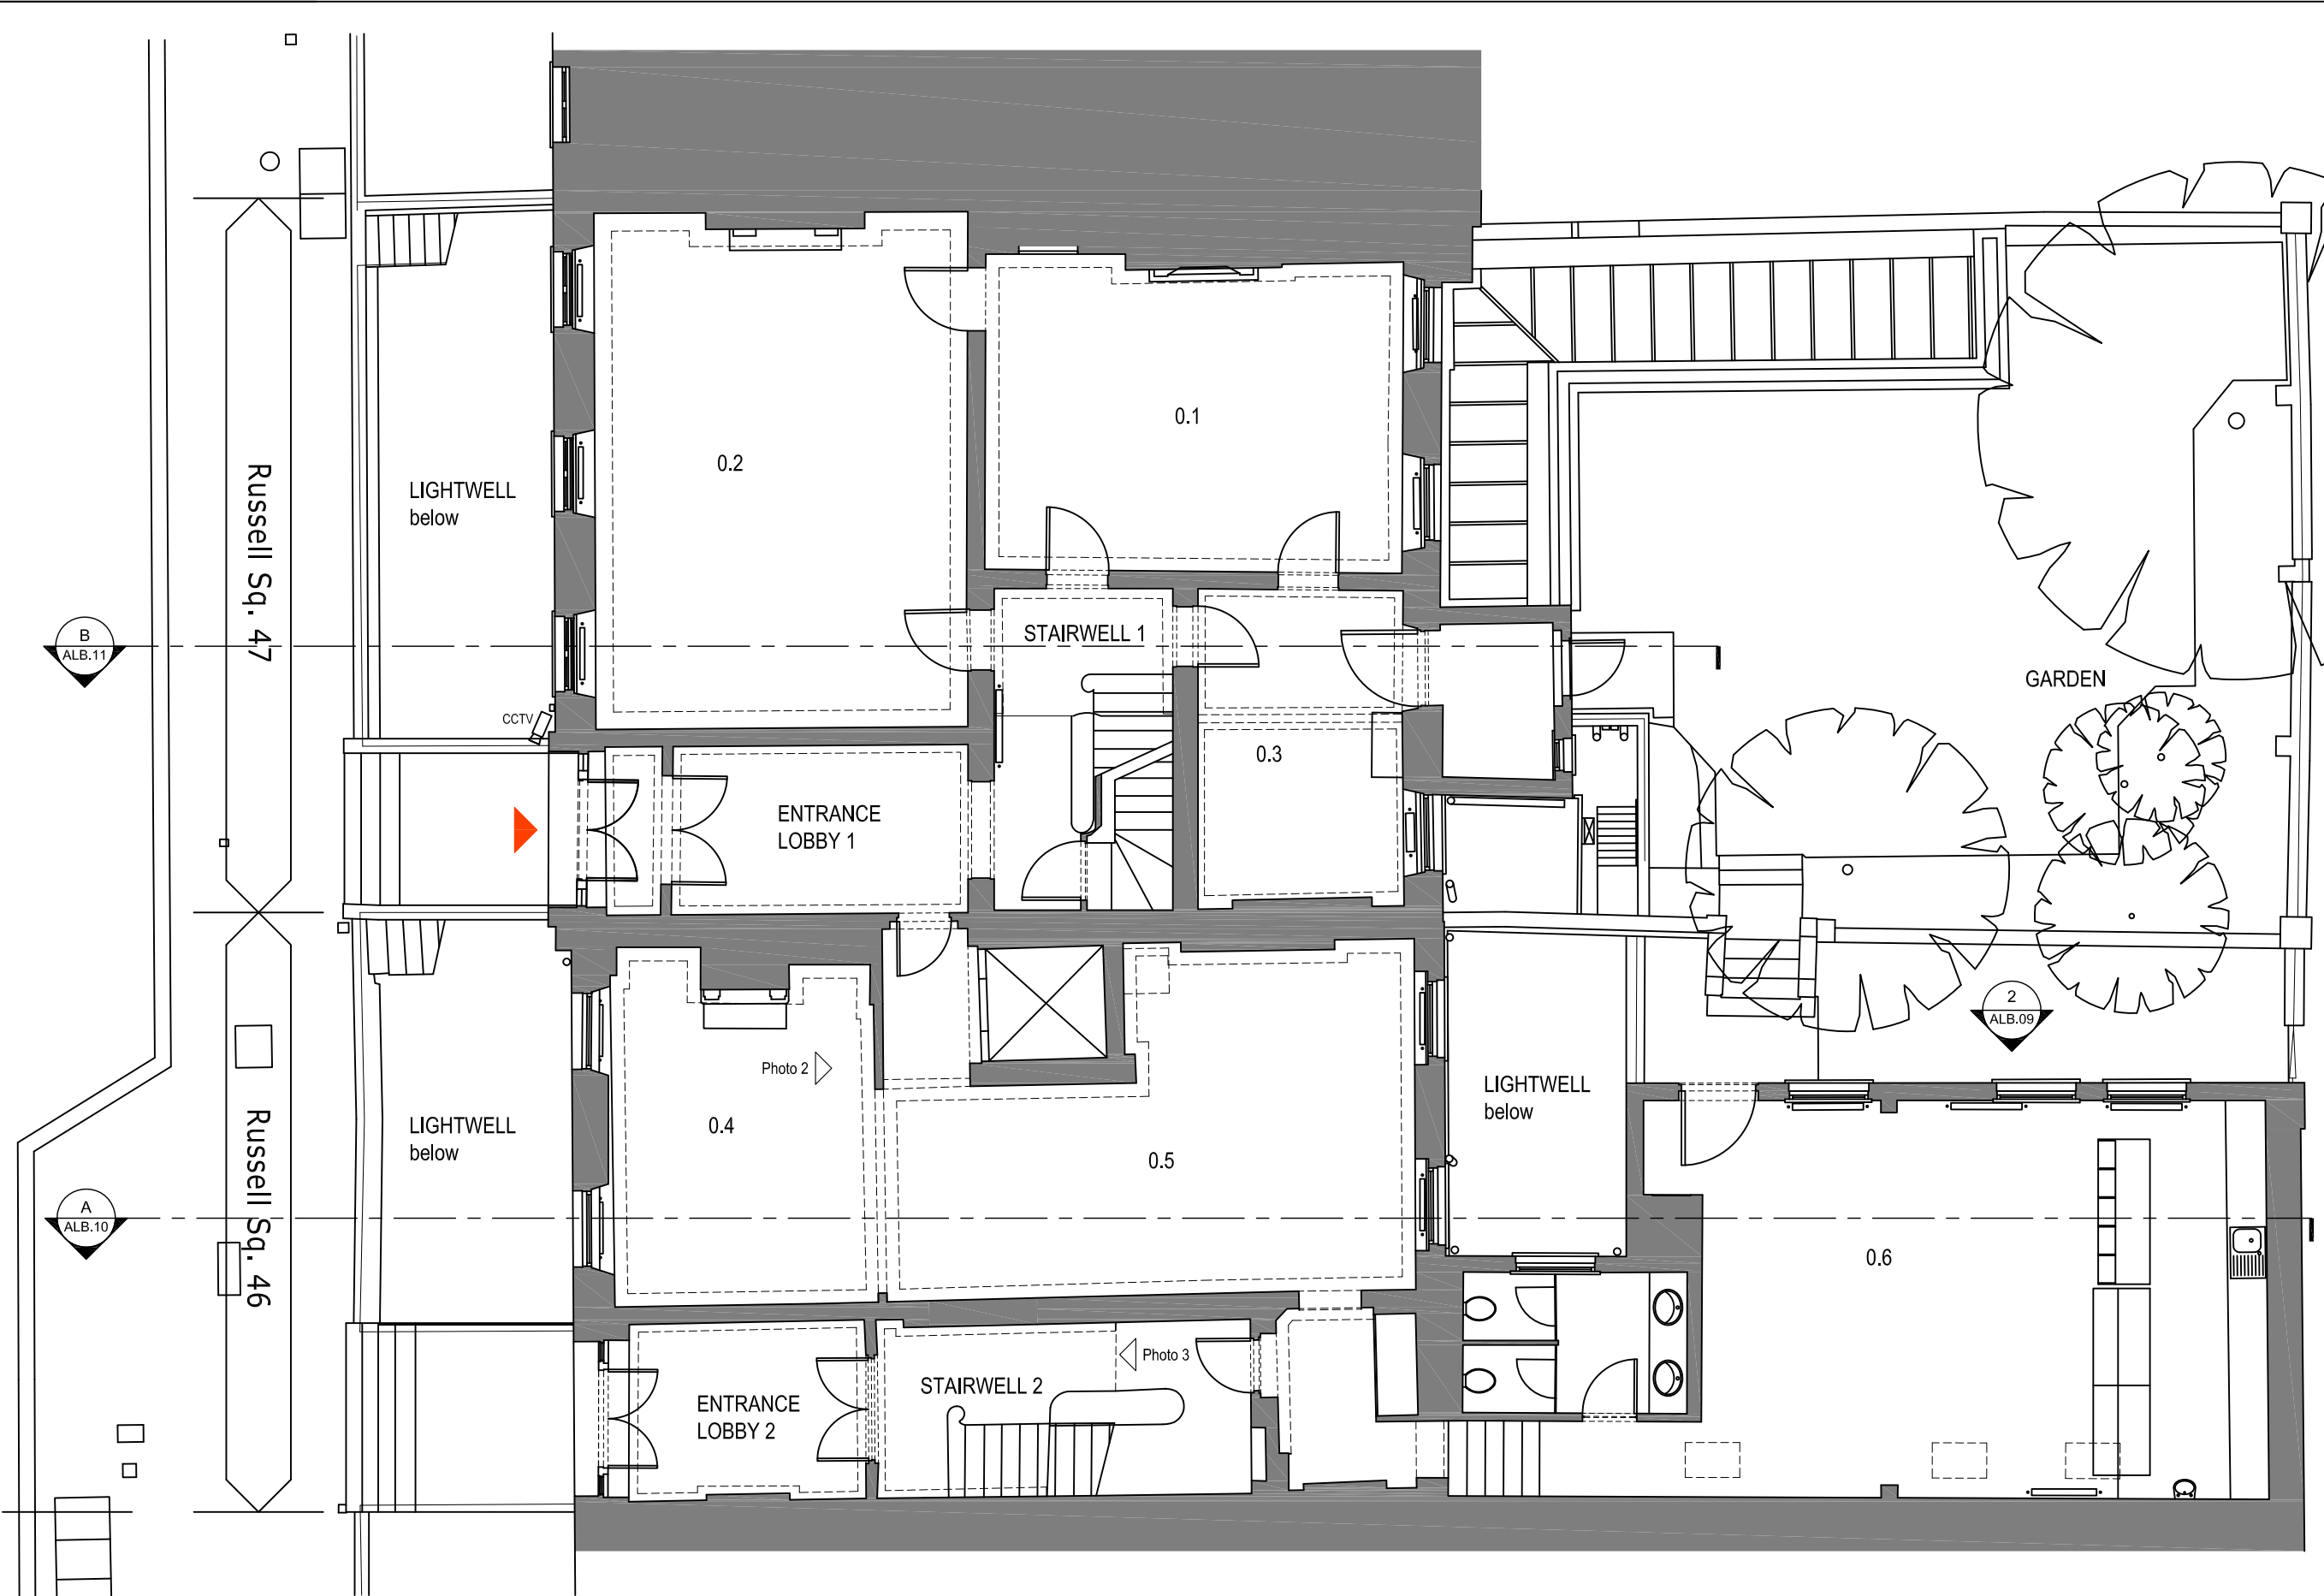 0.1
0.2
Russell Sq. 47
LIGHTWELL
below
B
ALB.11
STAIRWELL 1
GARDEN
CCTV
0.3
ENTRANCE
LOBBY 1
2
ALB.09
Photo 2
LIGHTWELL
below
LIGHTWELL
below
0.4
0.5
Russell Sq. 46
A
ALB.10
0.6
Photo 3
STAIRWELL 2
ENTRANCE
LOBBY 2